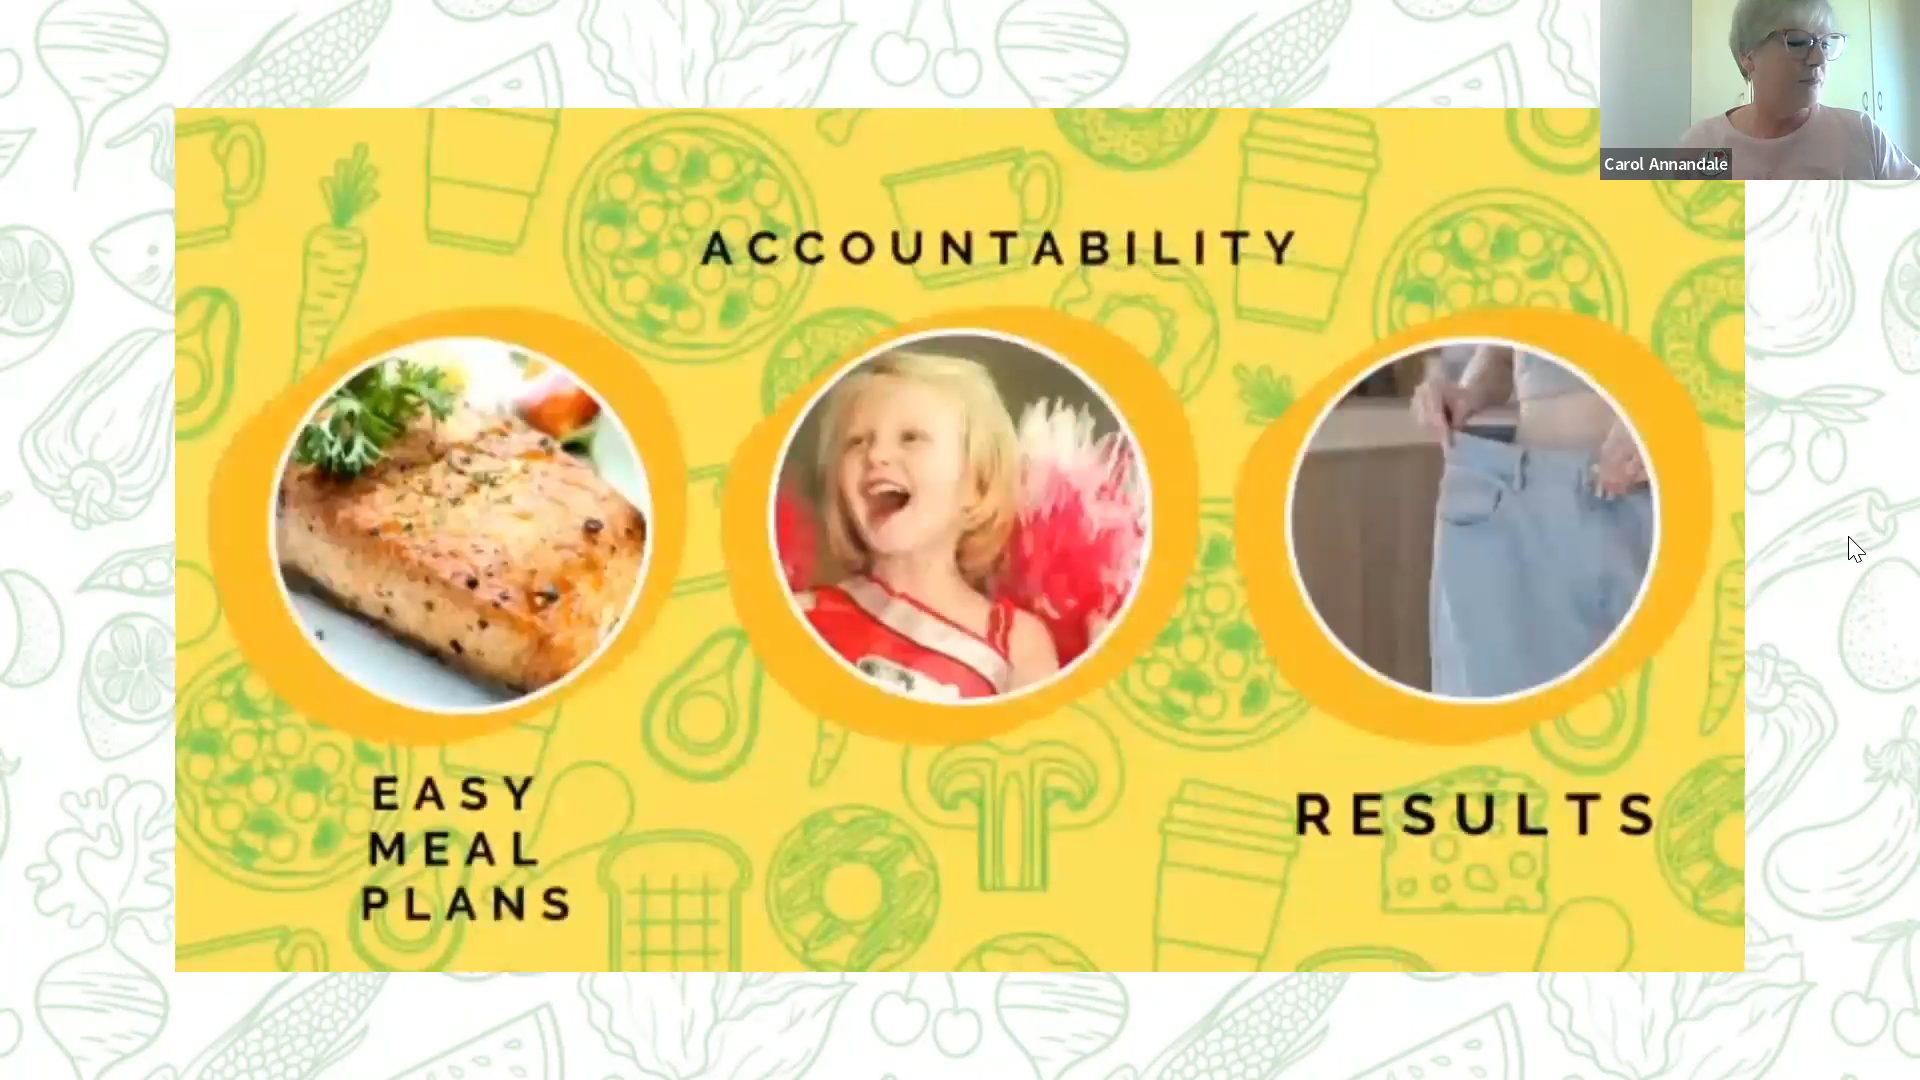 Carol Annandale
ACCOUNTABILITY
EASY
MEAL
PLANS
RESULTS